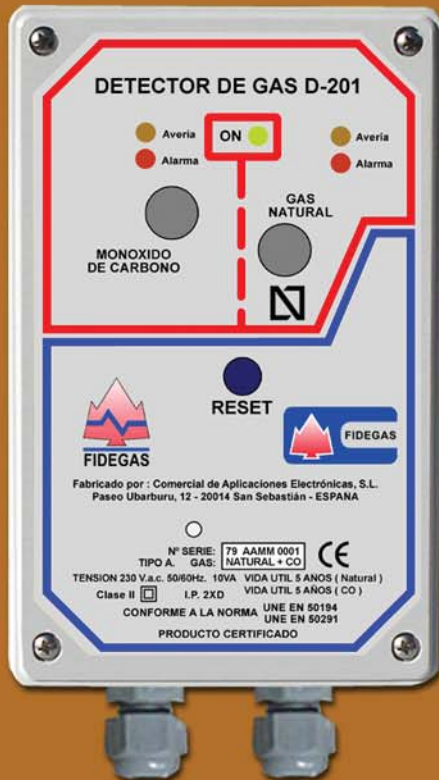 DETECTOR DE GAS D-201
Avería
Alarma
ON
Avería
Alarma
MONOXIDO
DE CARBONO
GAS
NATURAL
RESET
FIDEGAS
FIDEGAS
Fabricado por : Comercial de Aplicaciones Electrónicas, S.L.
Paseo Ubarburu, 12 - 20014 San Sebastián - ESPANA
Nº SERIE: 79 AAMM 0001
TIPO A. GAS: NATURAL + CO
CE
TENSION 230 V.a.c. 50/60Hz. 10VA VIDA UTIL 5 ANOS ( Natural )
VIDA UTIL 5 AÑOS ( CO )
Clase II I.P. 2XD
CONFORME A LA NORMA UNE EN 50194
UNE EN 50291
PRODUCTO CERTIFICADO